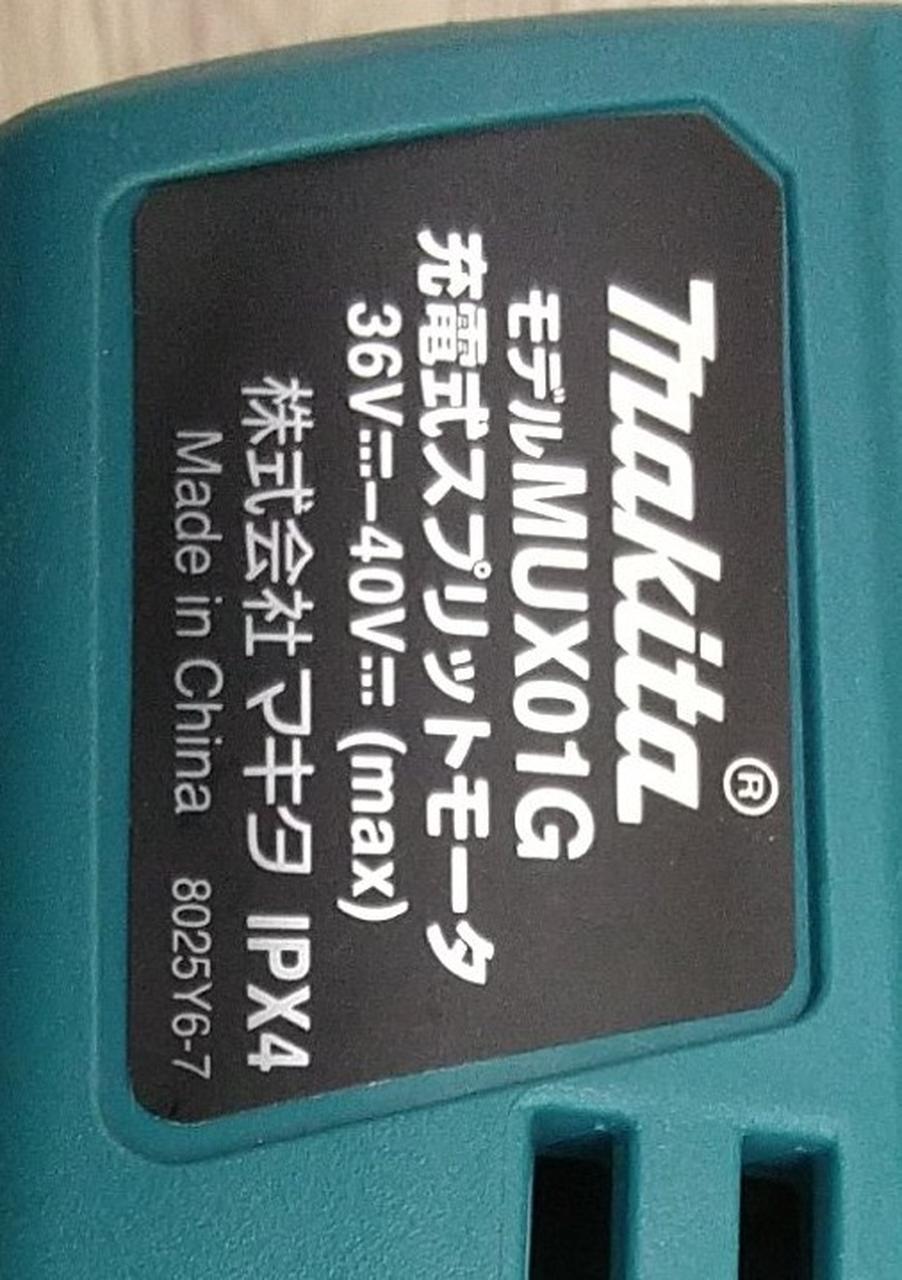 makita®
モデルMUX01G
充電式スプリットモータ
36V⎓–40V⎓ (max)
株式会社マキタ IPX4
Made in China 8025Y6-7